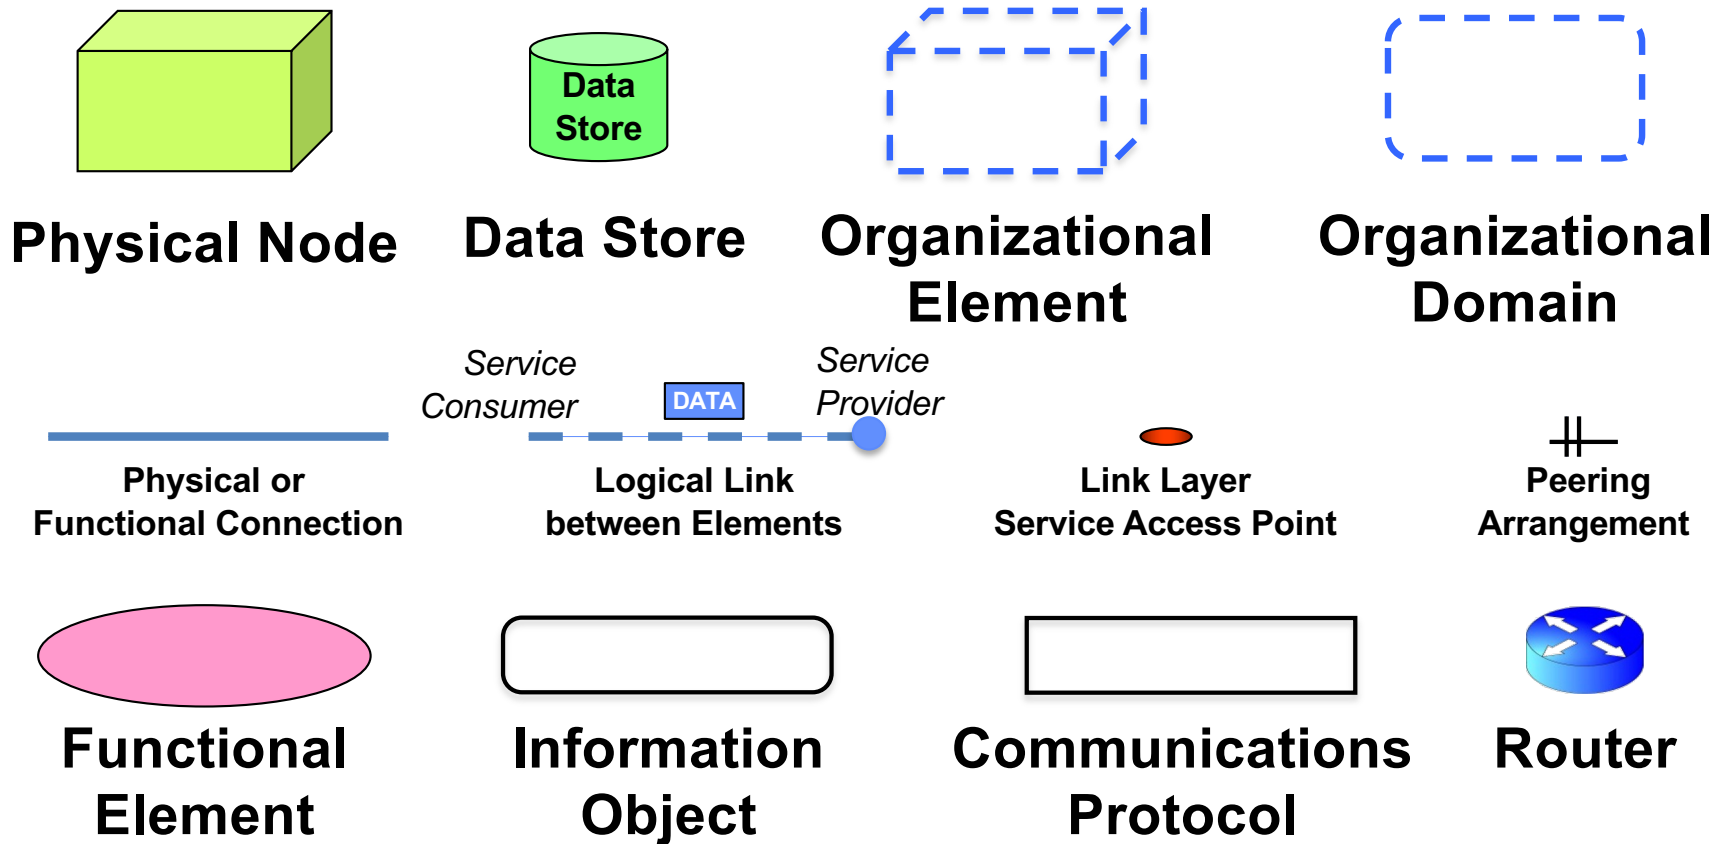 Data
Store
Physical Node
Data Store
Organizational
Element
Organizational
Domain
Service
Consumer
DATA
Service
Provider
Physical or
Functional Connection
Logical Link
between Elements
Link Layer
Service Access Point
Peering
Arrangement
Functional
Element
Information
Object
Communications
Protocol
Router